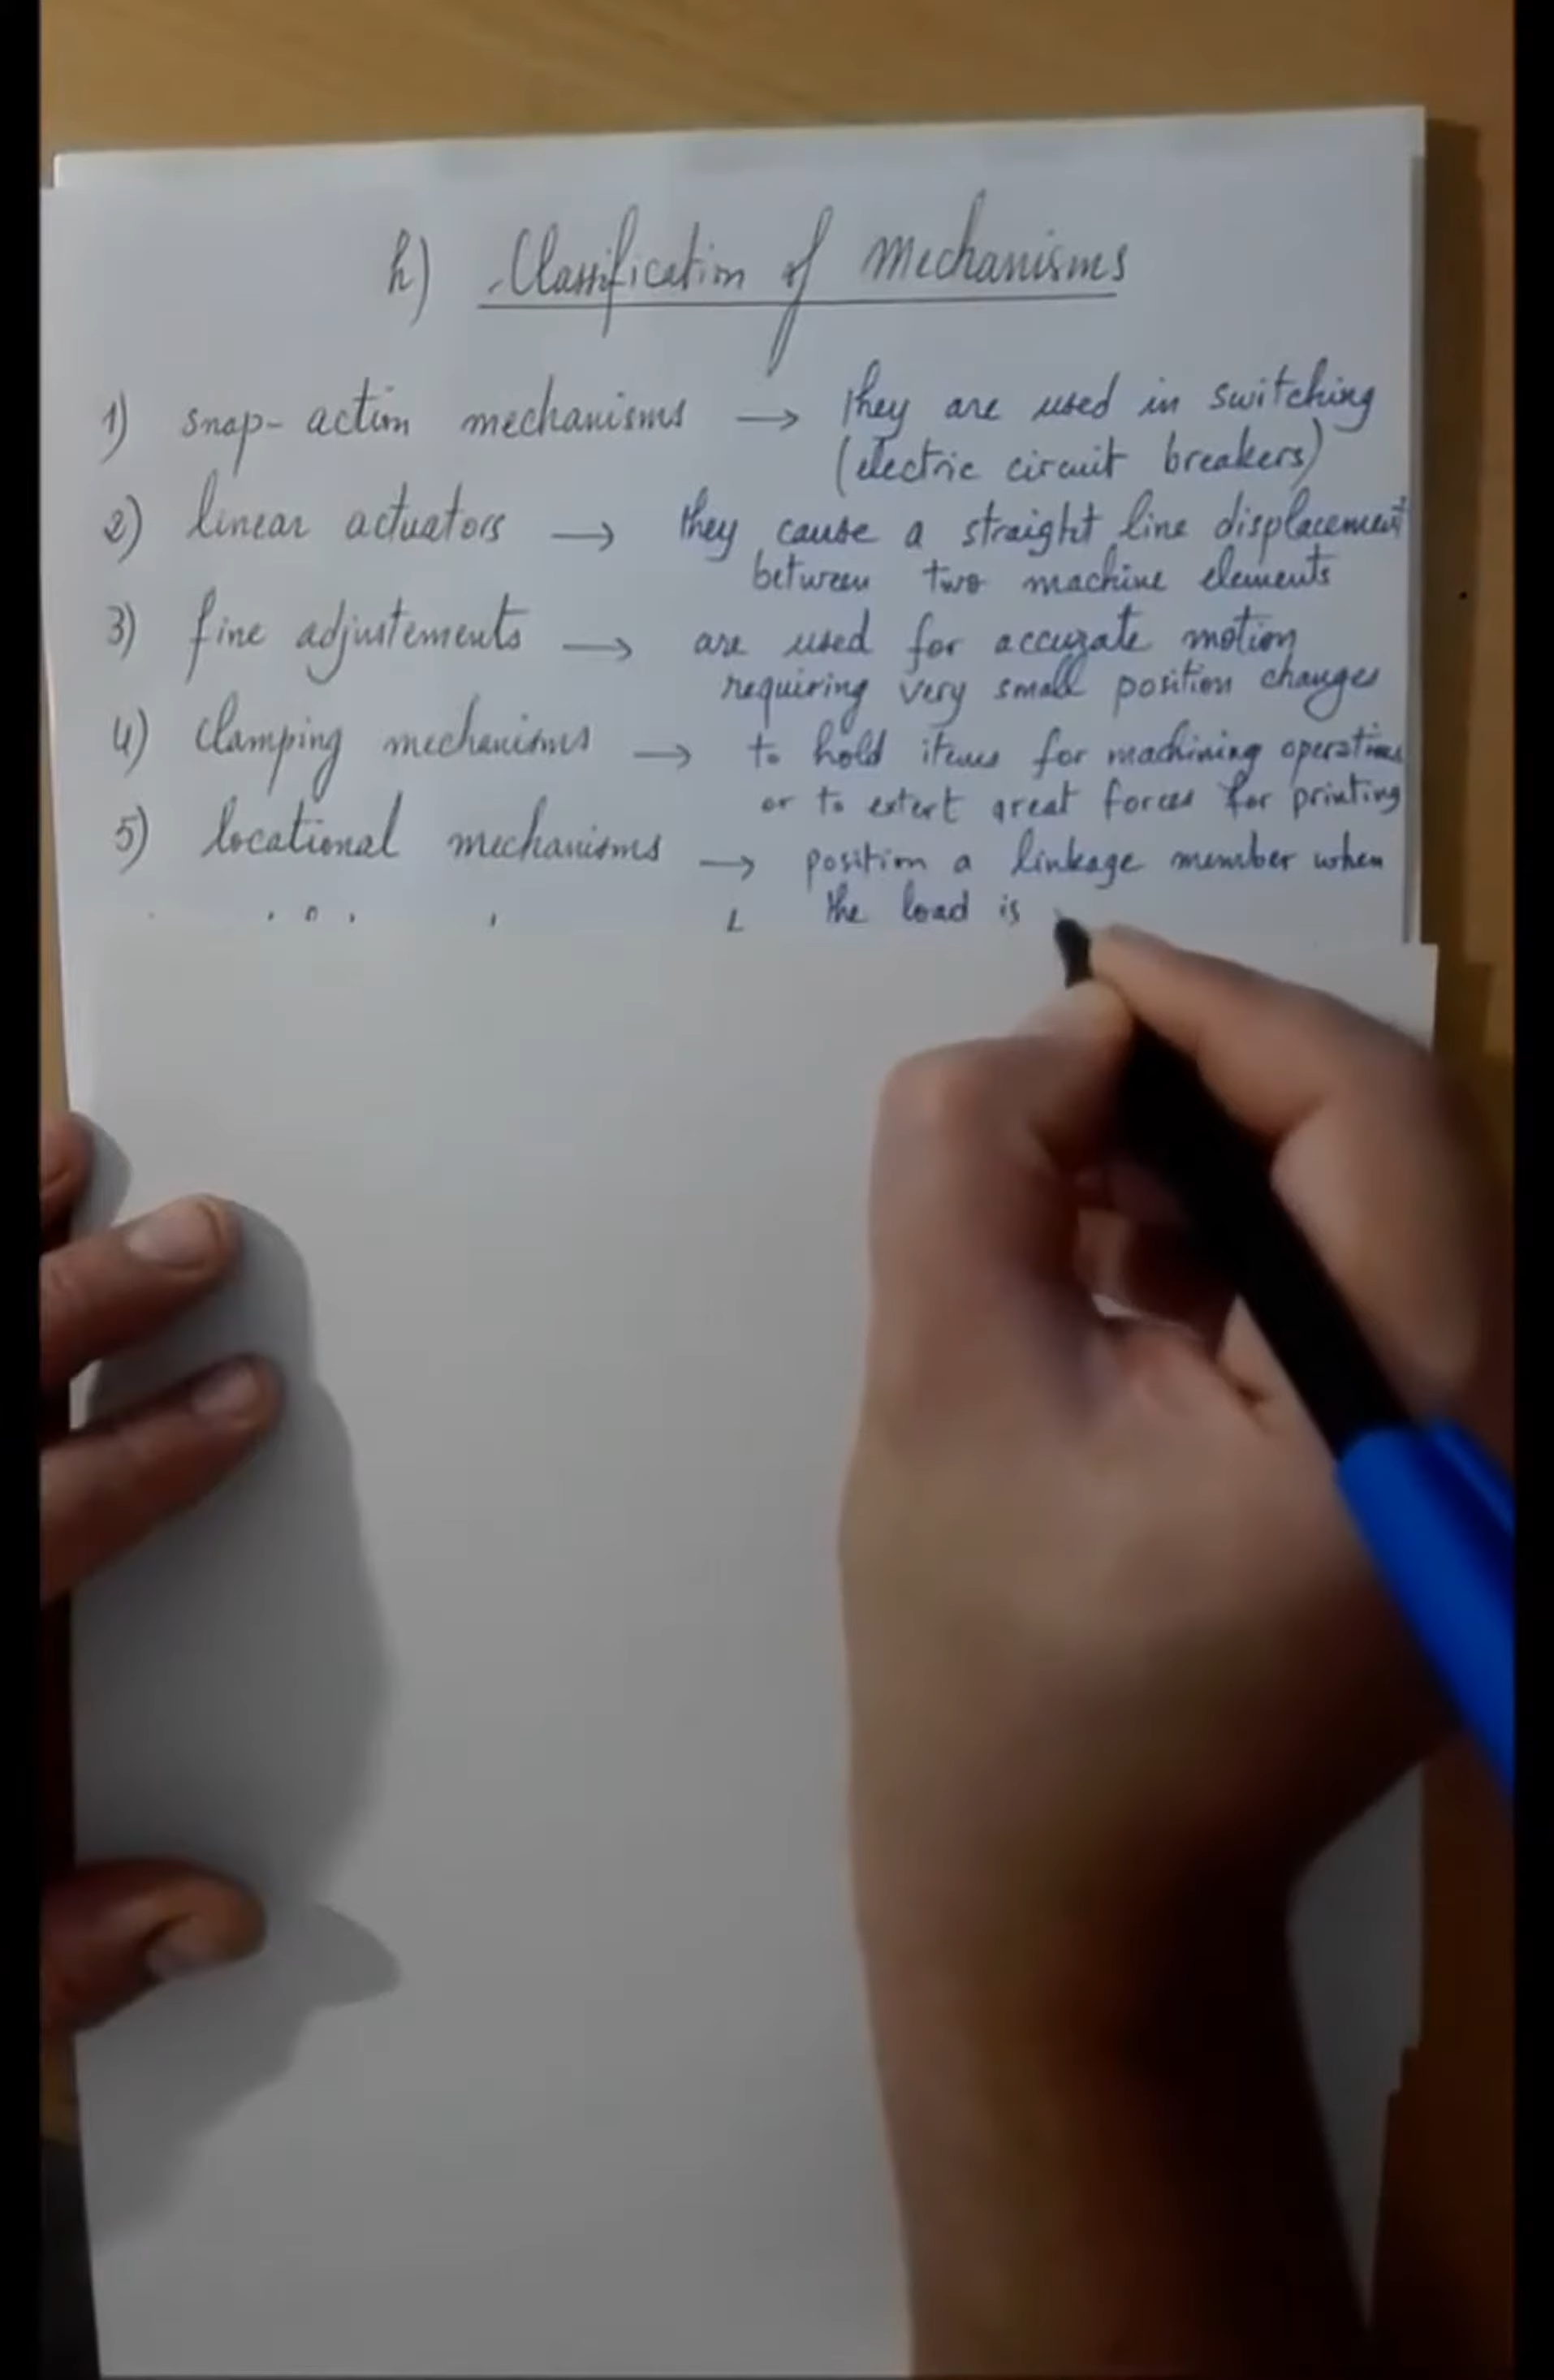 h) Classification of Mechanisms
1) snap-action mechanisms → they are used in switching
(electric circuit breakers)
2) linear actuators → they cause a straight line displacement
between two machine elements
3) fine adjustements → are used for accurate motion
requiring very small position changes
4) clamping mechanisms → to hold items for machining operations
or to extert great forces for printing
5) locational mechanisms → position a linkage member when
the load is